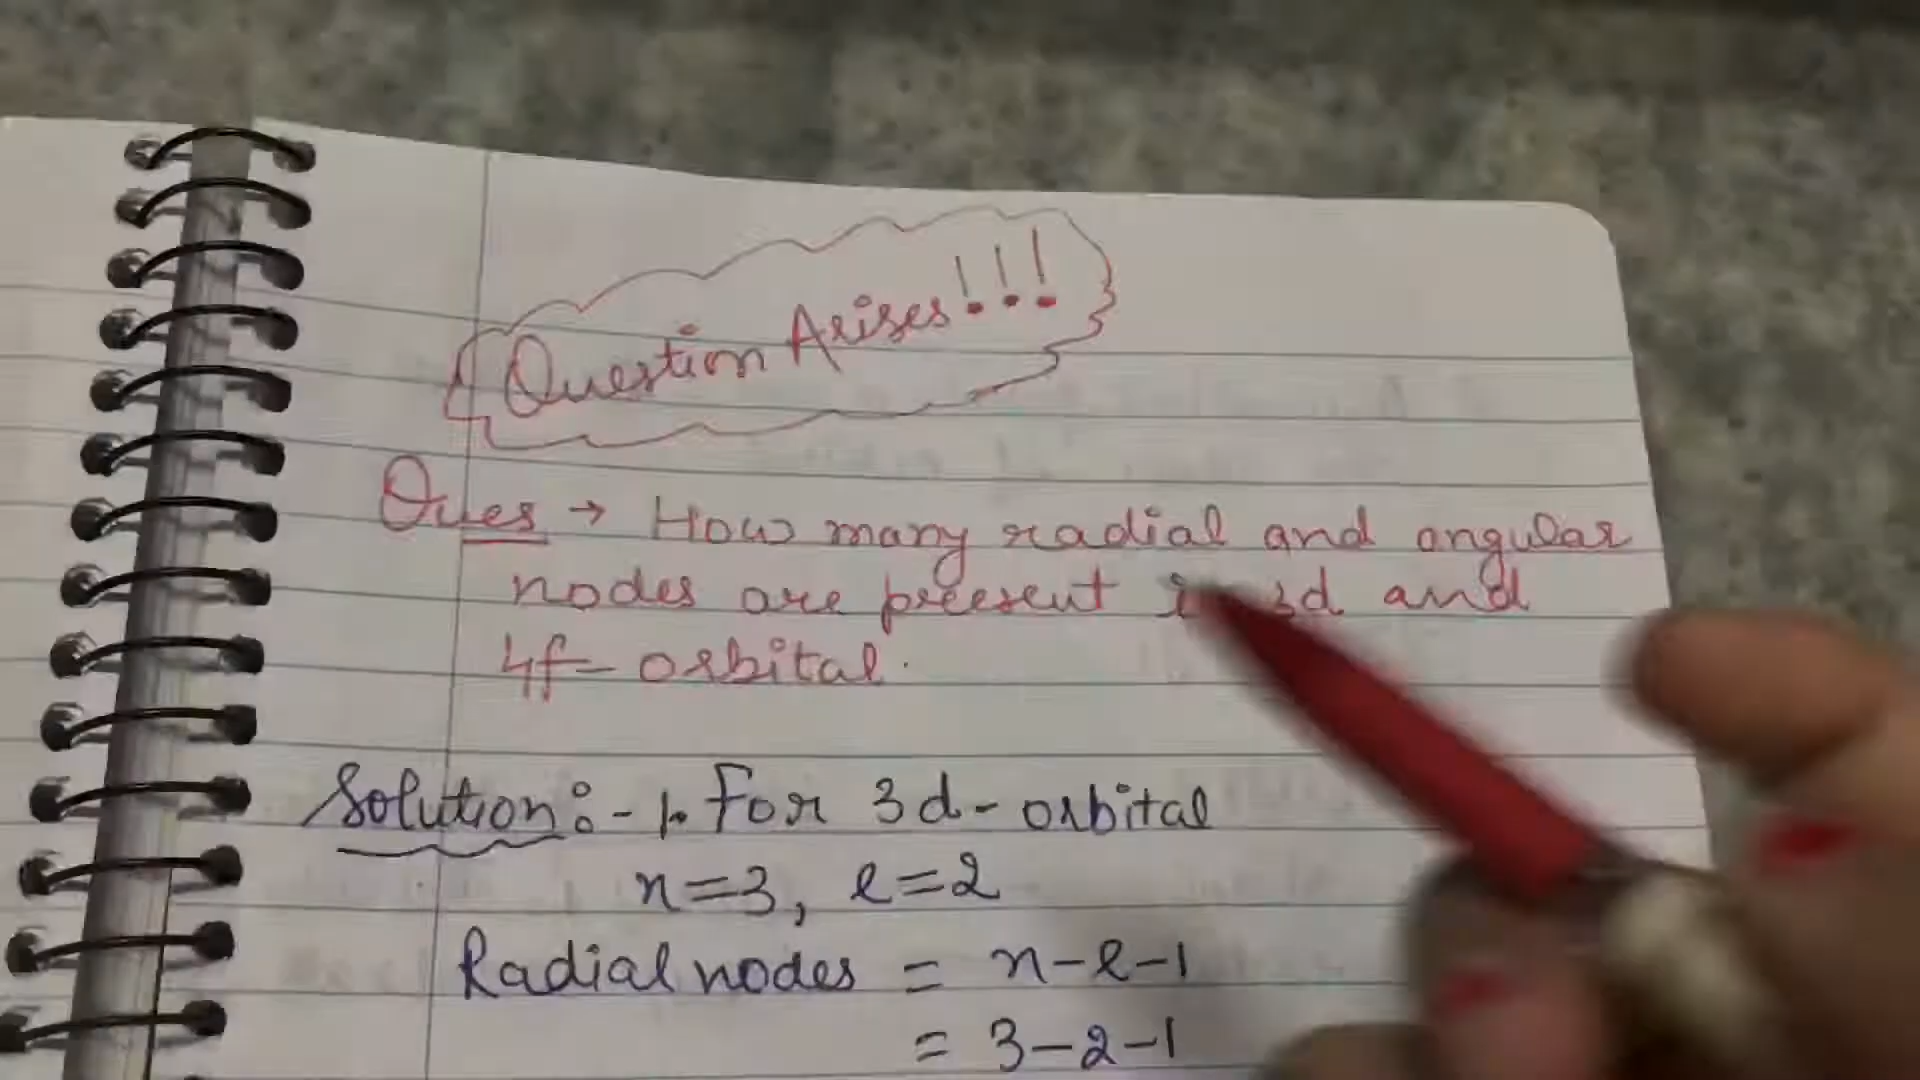 Question Arises!!!
Ques → How many radial and angular
nodes are present 3d and
4f- orbital.
Solution:- 1. For 3d- orbital
n=3, l=2
Radial nodes = n-l-1
= 3-2-1